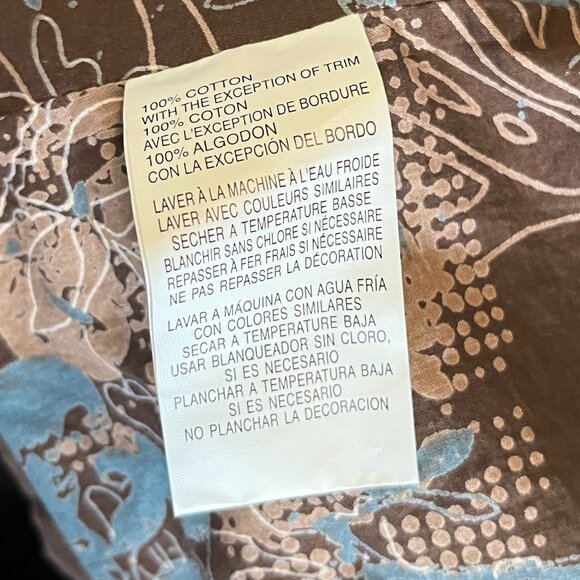 100% COTTON
WITH THE EXCEPTION OF TRIM
100% COTON
AVEC L'EXCEPTION DE BORDURE
100% ALGODON
CON LA EXCEPCIÓN DEL BORDO
LAVER À LA MACHINE À L'EAU FROIDE
LAVER AVEC COULEURS SIMILAIRES
SECHER A TEMPERATURE BASSE
BLANCHIR SANS CHLORE SI NÉCESSAIRE
REPASSER À FER FRAIS SI NÉCESSAIRE
NE PAS REPASSER LA DÉCORATION
LAVAR A MÁQUINA CON AGUA FRÍA
CON COLORES SIMILARES
SECAR A TEMPERATURA BAJA
USAR BLANQUEADOR SIN CLORO,
SI ES NECESARIO
PLANCHAR A TEMPERATURA BAJA
SI ES NECESARIO
NO PLANCHAR LA DECORACION